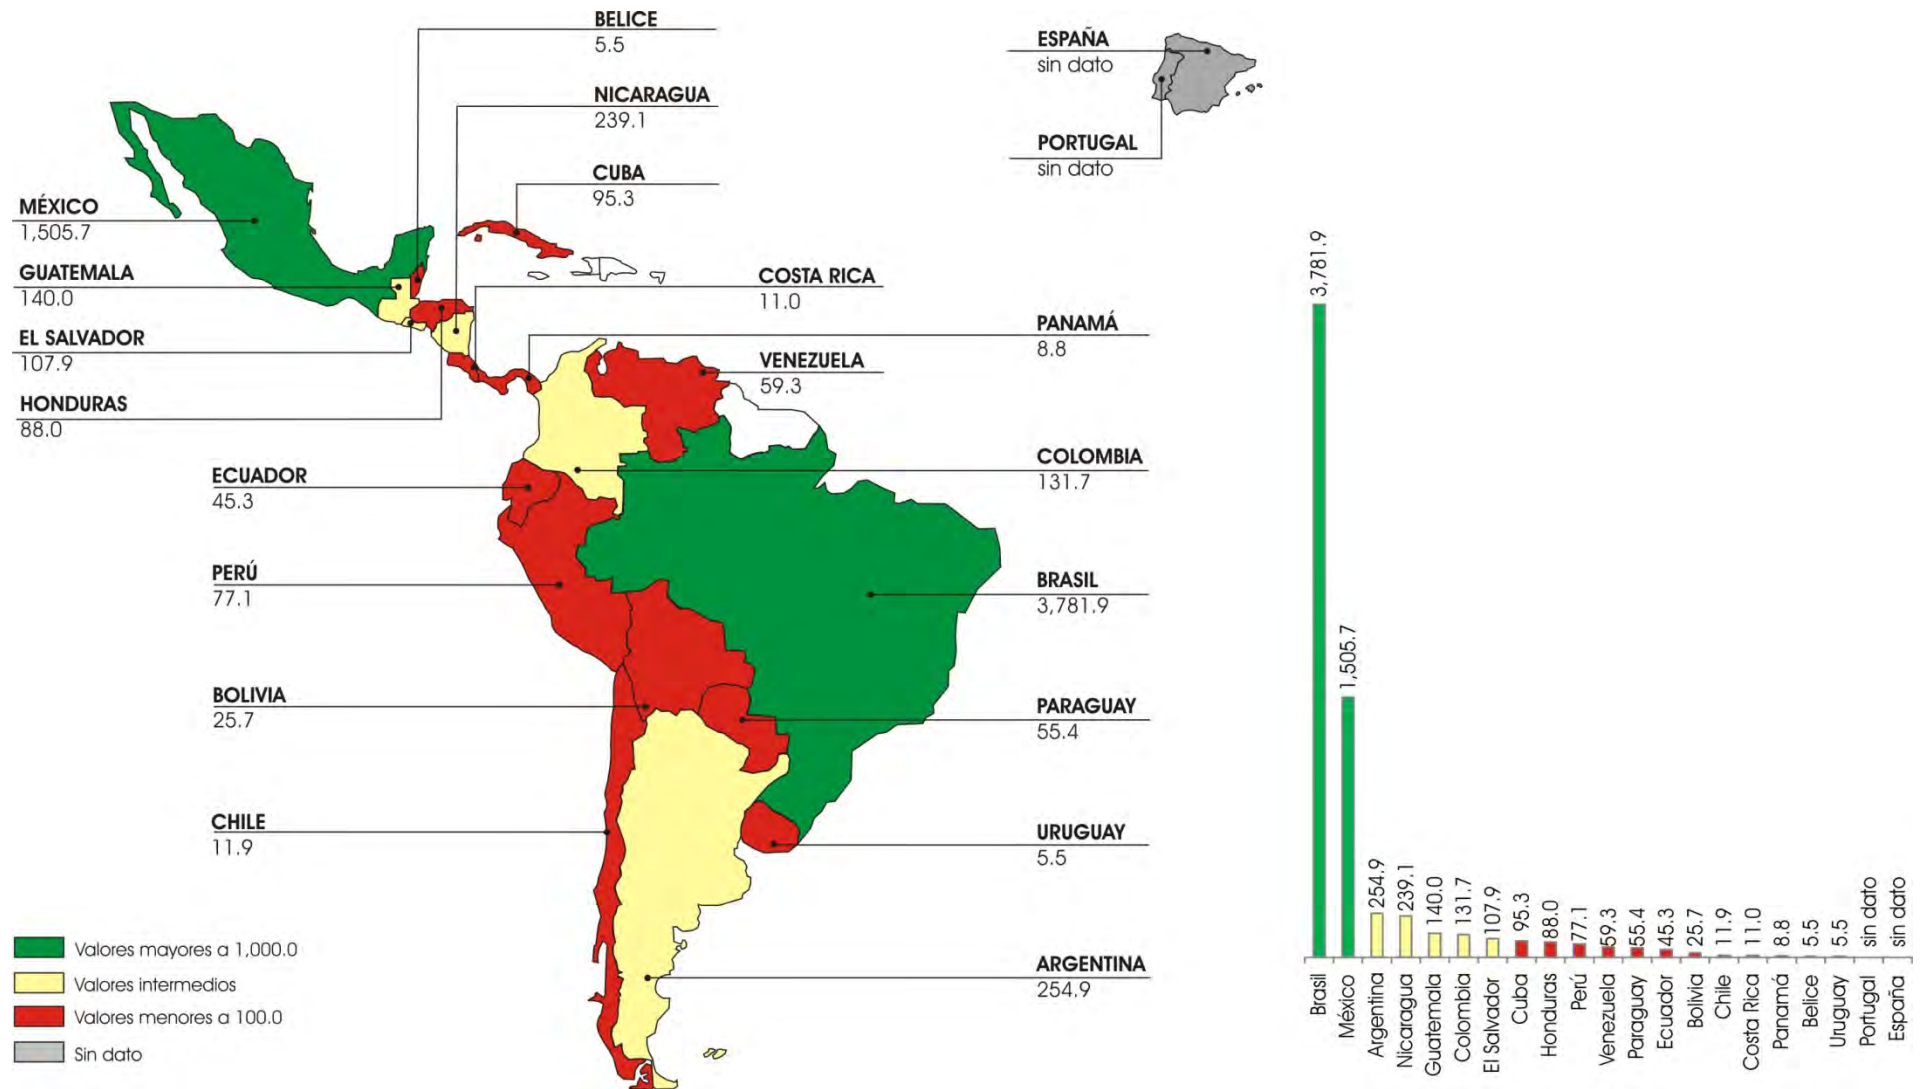 BELICE
5.5
NICARAGUA
239.1
CUBA
95.3
MÉXICO
1,505.7
GUATEMALA
140.0
EL SALVADOR
107.9
HONDURAS
88.0
COSTA RICA
11.0
VENEZUELA
59.3
ECUADOR
45.3
PERÚ
77.1
BOLIVIA
25.7
CHILE
11.9
ESPAÑA
sin dato
PORTUGAL
sin dato
PANAMÁ
8.8
COLOMBIA
131.7
BRASIL
3,781.9
PARAGUAY
55.4
URUGUAY
5.5
ARGENTINA
254.9
Valores mayores a 1,000.0
Valores intermedios
Valores menores a 100.0
Sin dato
3,781.9
1,505.7
254.9
239.1
140.0
131.7
107.9
95.3
88.0
77.1
59.3
55.4
45.3
25.7
11.9
11.0
8.8
5.5
5.5
sin dato
sin dato
Brasil
México
Argentina
Nicaragua
Guatemala
Colombia
El Salvador
Cuba
Honduras
Perú
Venezuela
Paraguay
Ecuador
Bolivia
Chile
Costa Rica
Panamá
Belice
Uruguay
Portugal
España